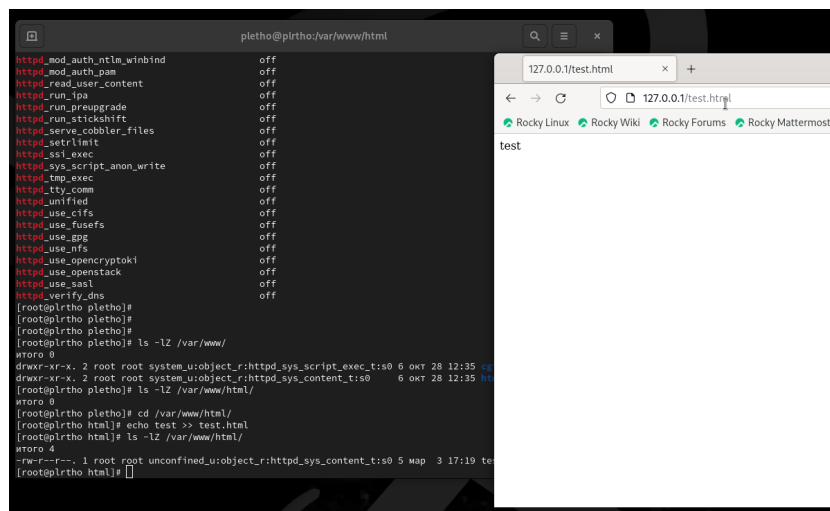 pletho@plrtho:/var/www/html
httpd_mod_auth_ntlm_winbind off
httpd_mod_auth_pam off
httpd_read_user_content off
httpd_run_ipa off
httpd_run_preupgrade off
httpd_run_stickshift off
httpd_serve_cobbler_files off
httpd_setrlimit off
httpd_ssi_exec off
httpd_sys_script_anon_write off
httpd_tmp_exec off
httpd_tty_comm off
httpd_unified off
httpd_use_cifs off
httpd_use_fusefs off
httpd_use_gpg off
httpd_use_nfs off
httpd_use_opencryptoki off
httpd_use_openstack off
httpd_use_sasl off
httpd_verify_dns off
[root@plrtho pletho]#
[root@plrtho pletho]#
[root@plrtho pletho]#
[root@plrtho pletho]# ls -lZ /var/www/
итого 0
drwxr-xr-x. 2 root root system_u:object_r:httpd_sys_script_exec_t:s0 6 окт 28 12:35 cg
drwxr-xr-x. 2 root root system_u:object_r:httpd_sys_content_t:s0 6 окт 28 12:35 ht
[root@plrtho pletho]# ls -lZ /var/www/html/
итого 0
[root@plrtho pletho]# cd /var/www/html/
[root@plrtho html]# echo test >> test.html
[root@plrtho html]# ls -lZ /var/www/html/
итого 4
-rw-r--r--. 1 root root unconfined_u:object_r:httpd_sys_content_t:s0 5 мар 3 17:19 te
[root@plrtho html]#
127.0.0.1/test.html
127.0.0.1/test.html
Rocky Linux Rocky Wiki Rocky Forums Rocky Mattermost
test